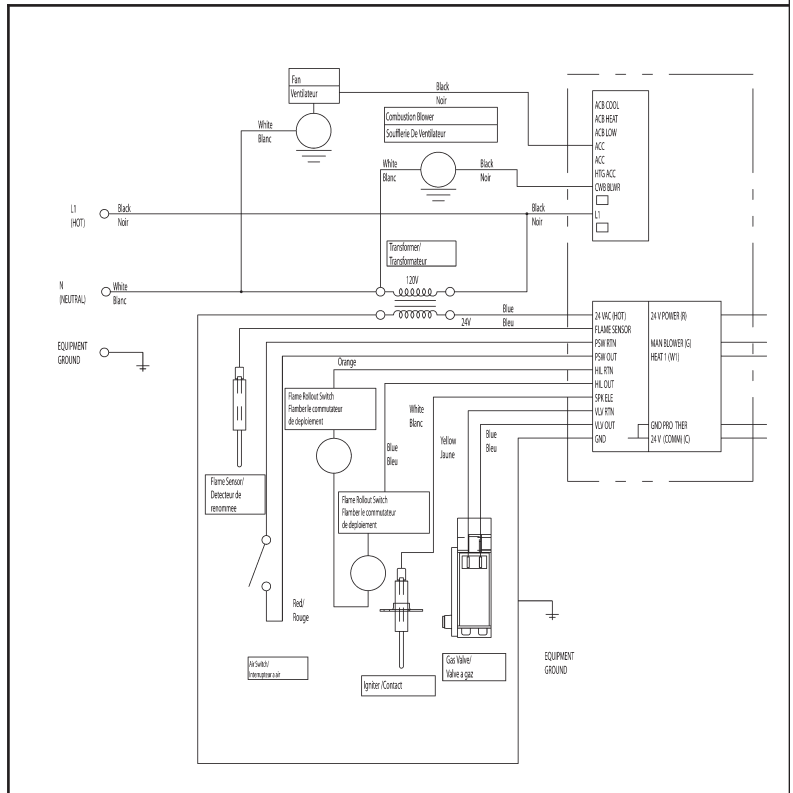 Fan
Ventilateur
Black
Noir
Combustion Blower
Soufflerie De Ventilateur
White
Blanc
White
Blanc
Black
Noir
ACB COOL
ACB HEAT
ACB LOW
ACC
ACC
HTG ACC
CWB BLWR
L1
L1
(HOT)
Black
Noir
Black
Noir
Transformer/
Transformateur
120V
N
(NEUTRAL)
White
Blanc
24V
Blue
Bleu
EQUIPMENT
GROUND
24 VAC (HOT)
FLAME SENSOR
PSW RTN
PSW OUT
HIL RTN
HIL OUT
SPK ELE
VLV RTN
VLV OUT
GND
24 V POWER (R)
MAN BLOWER (G)
HEAT 1 (W1)
GND PRO THER
24 V (COMM) (C)
Orange
Flame Rollout Switch
Flamber le commutateur
de deploiement
Blue
Bleu
White
Blanc
Yellow
Jaune
Blue
Bleu
Flame Sensor/
Detecteur de
renommee
Flame Rollout Switch
Flamber le commutateur
de deploiement
Red/
Rouge
Air Switch/
Interrupteur a air
Igniter /Contact
Gas Valve/
Valve a gaz
EQUIPMENT
GROUND